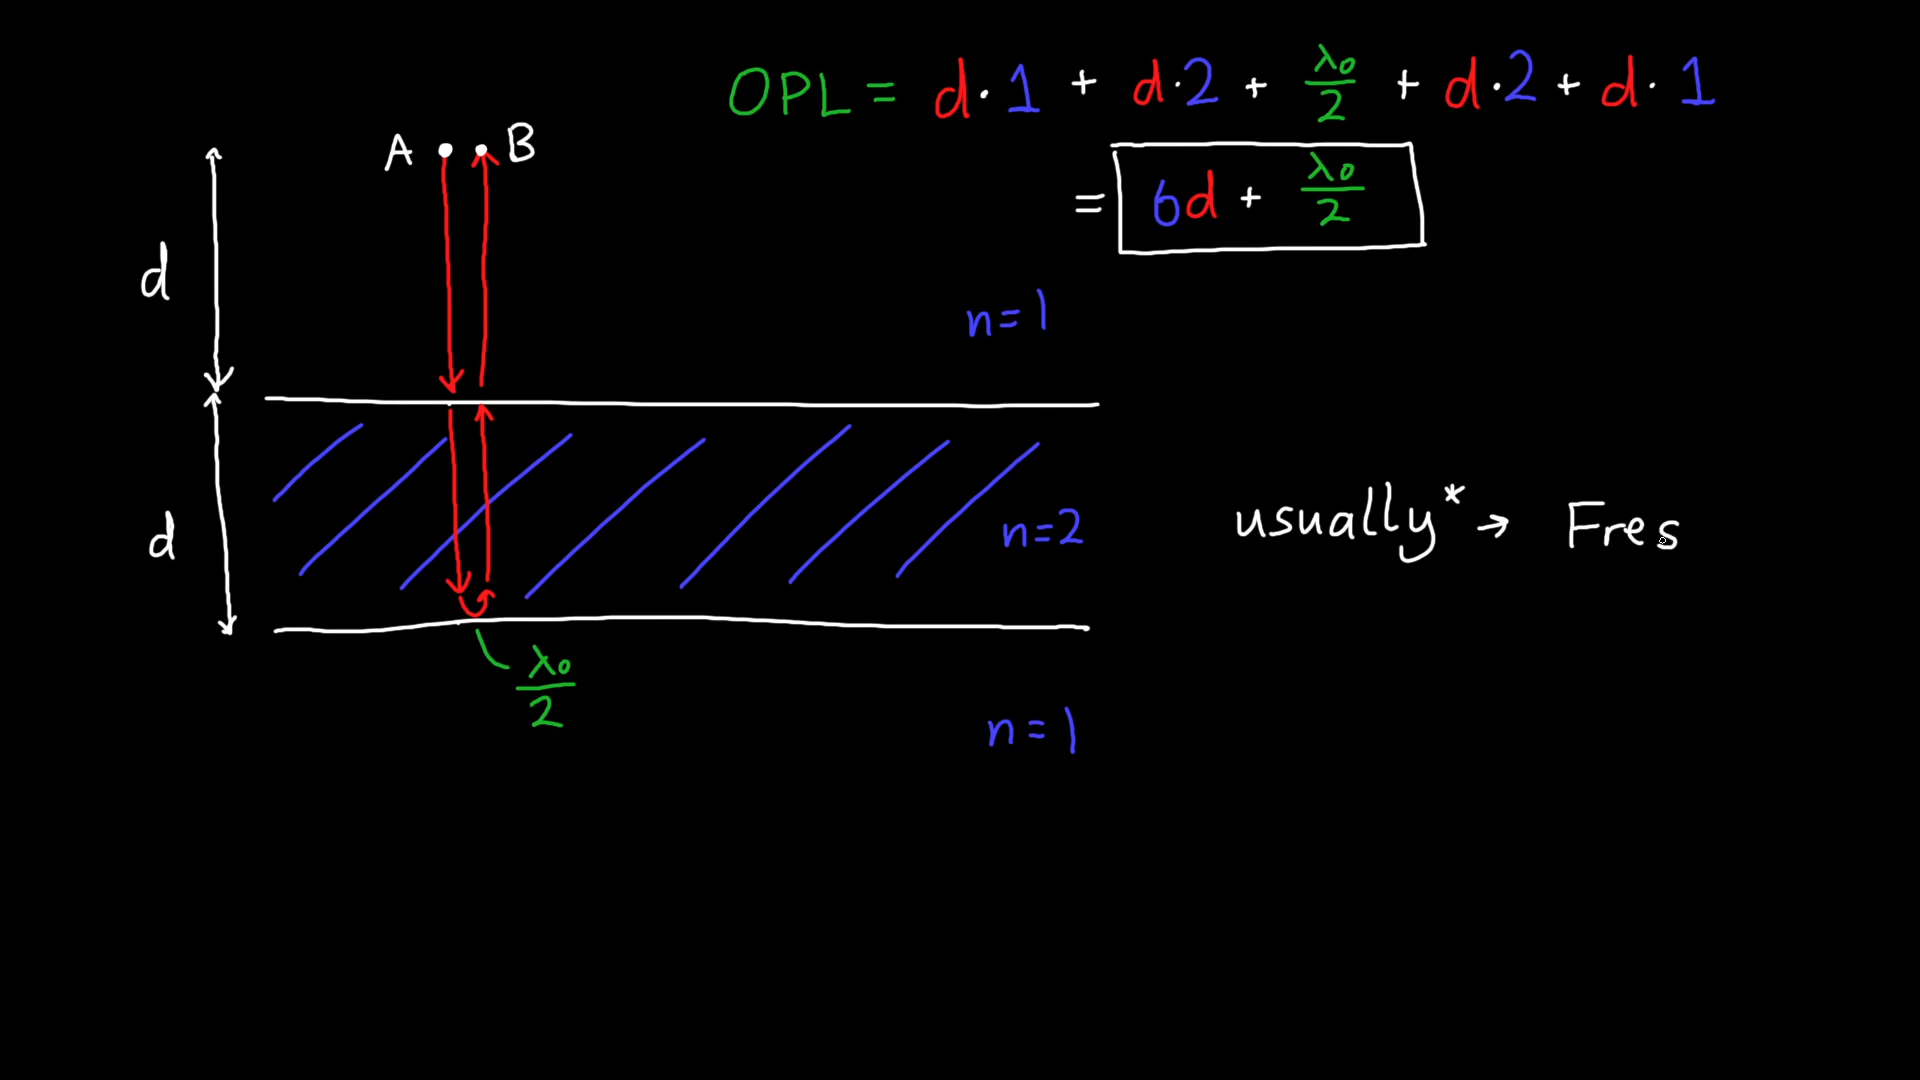 OPL = d · 1 + d · 2 + λ₀/2 + d · 2 + d · 1
= 6d + λ₀/2
A B
d
n = 1
d
n = 2
usually* → Fres
λ₀/2
n = 1